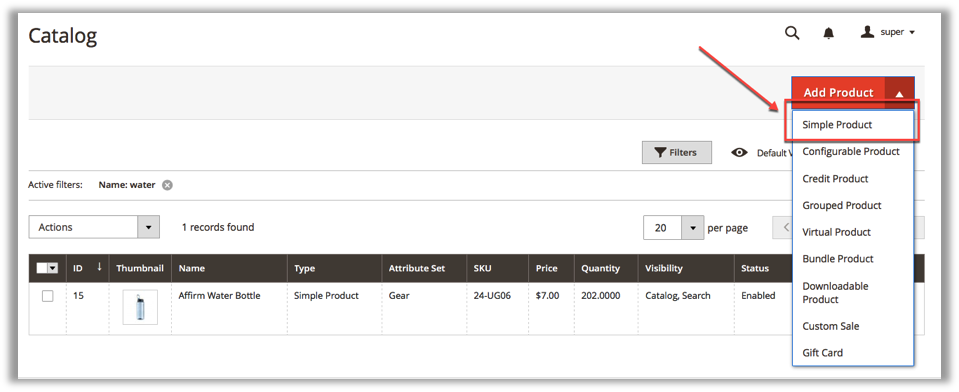 Catalog
super
Add Product
Simple Product
Configurable Product
Credit Product
Grouped Product
Virtual Product
Bundle Product
Downloadable
Product
Custom Sale
Gift Card
Filters
Default
Active filters: Name: water
Actions
1 records found
20 per page
ID Thumbnail Name Type Attribute Set SKU Price Quantity Visibility Status
15 Affirm Water Bottle Simple Product Gear 24-UG06 $7.00 202.0000 Catalog, Search Enabled